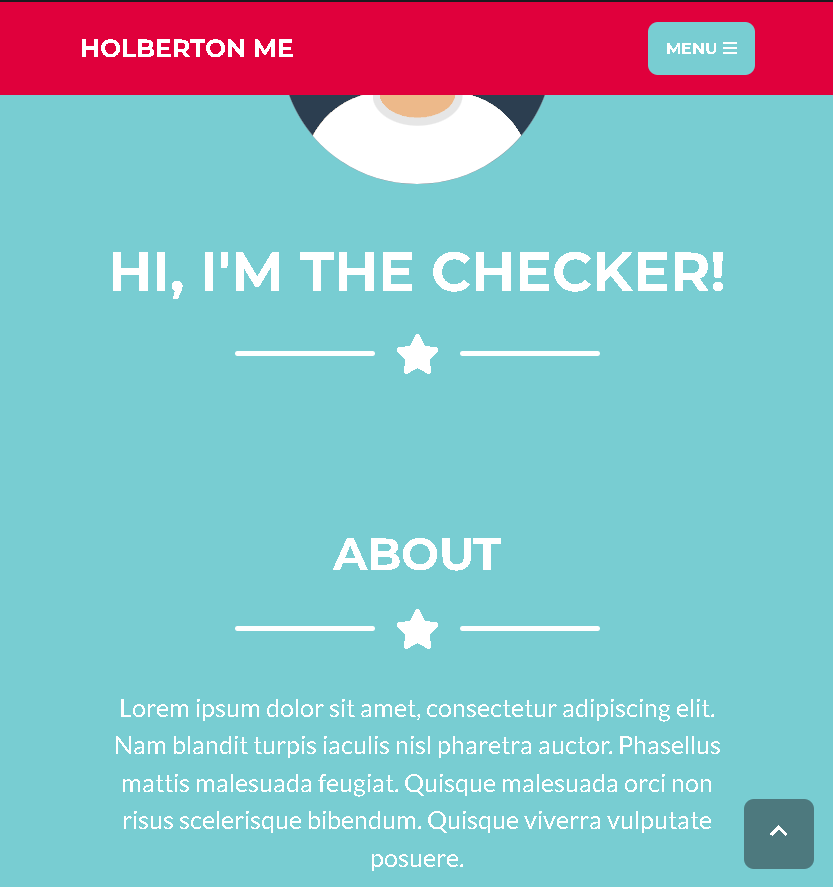 HOLBERTON ME
MENU
HI, I'M THE CHECKER!
ABOUT
Lorem ipsum dolor sit amet, consectetur adipiscing elit.
Nam blandit turpis iaculis nisl pharetra auctor. Phasellus
mattis malesuada feugiat. Quisque malesuada orci non
risus scelerisque bibendum. Quisque viverra vulputate
posuere.